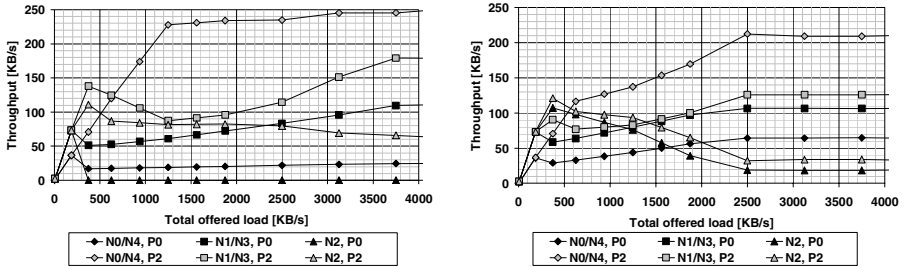 250
200
150
100
50
0
Throughput [KB/s]
0 500 1000 1500 2000 2500 3000 3500 4000
Total offered load [KB/s]
N0/N4, P0 N1/N3, P0 N2, P0
N0/N4, P2 N1/N3, P2 N2, P2
250
200
150
100
50
0
Throughput [KB/s]
0 500 1000 1500 2000 2500 3000 3500 4000
Total offered load [KB/s]
N0/N4, P0 N1/N3, P0 N2, P0
N0/N4, P2 N1/N3, P2 N2, P2